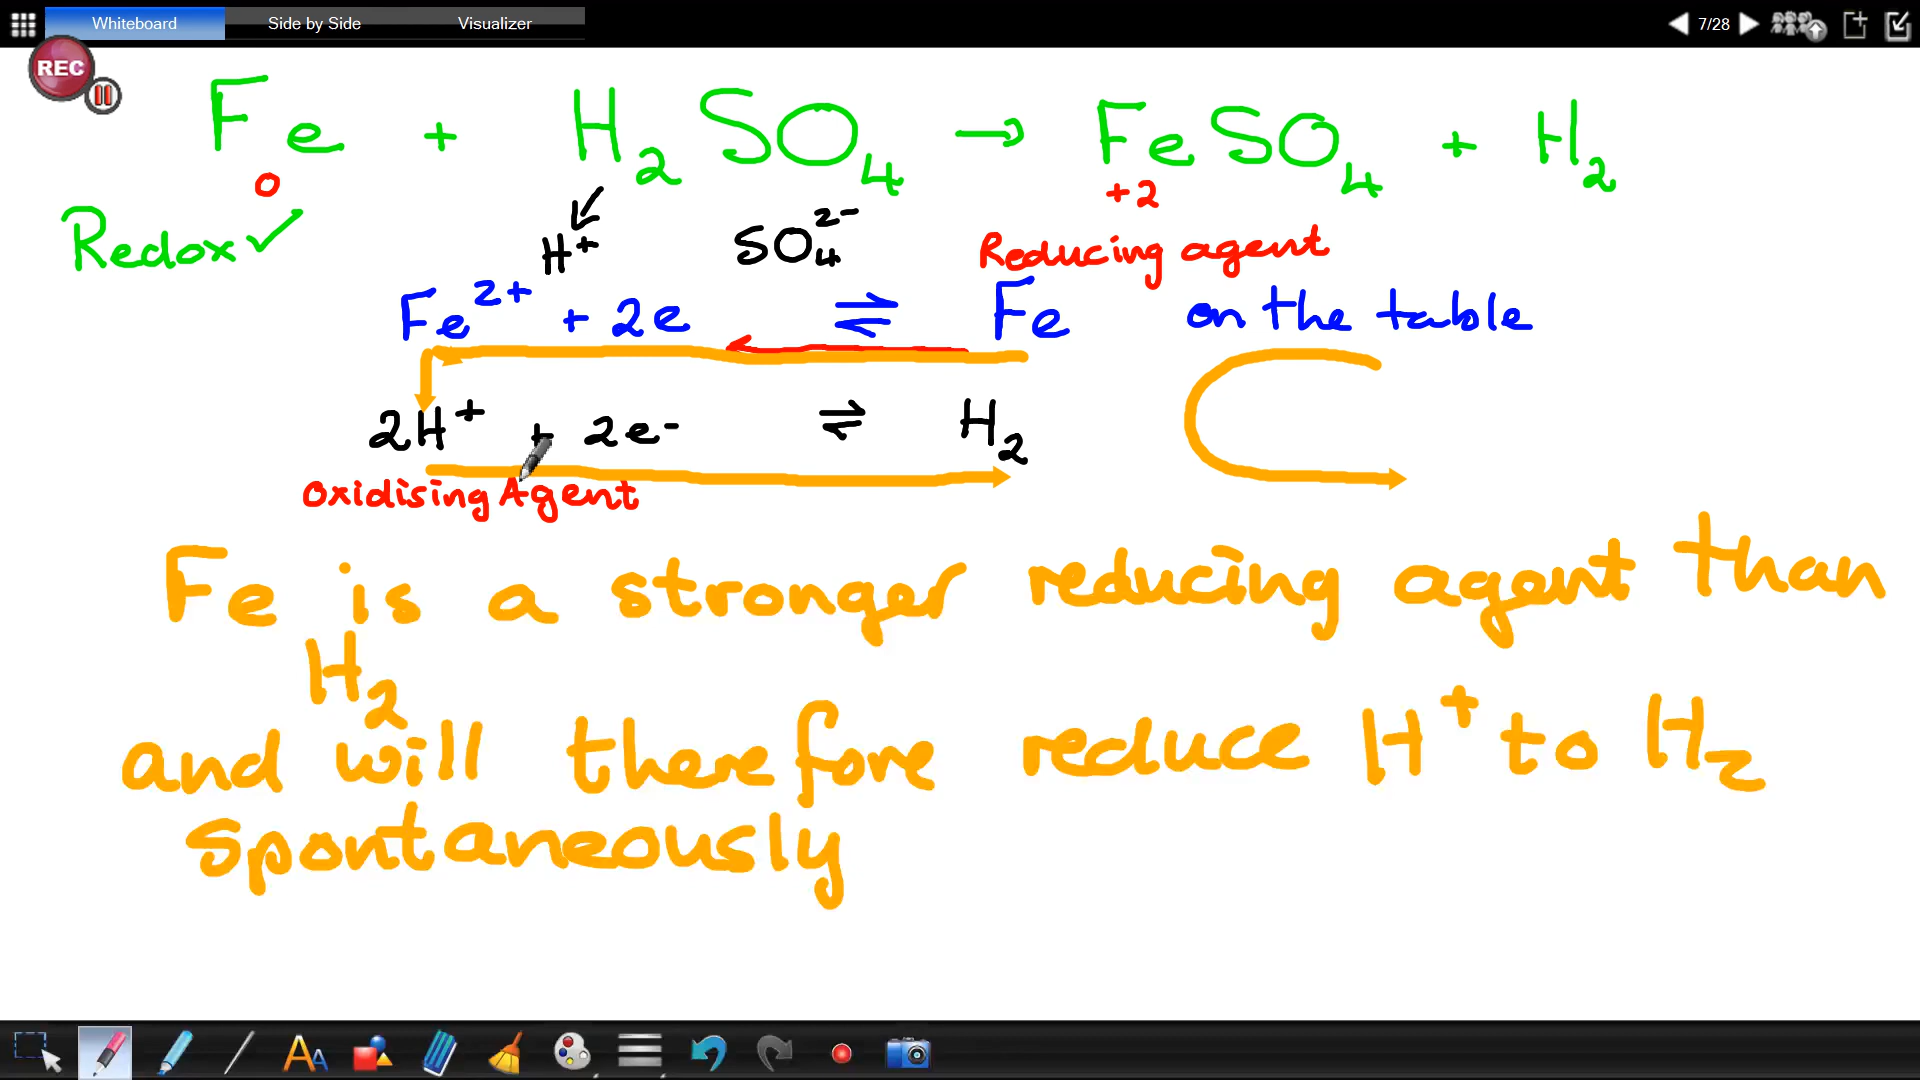 Whiteboard Side by Side Visualizer 7/28
REC
Fe + H2SO4 → FeSO4 + H2
0 +2
Redox ✓ H+ SO4^2- Reducing agent
Fe^2+ + 2e ⇌ Fe on the table
2H+ + 2e- ⇌ H2
Oxidising Agent
Fe is a stronger reducing agent than
H2
and will therefore reduce H+ to H2
spontaneously